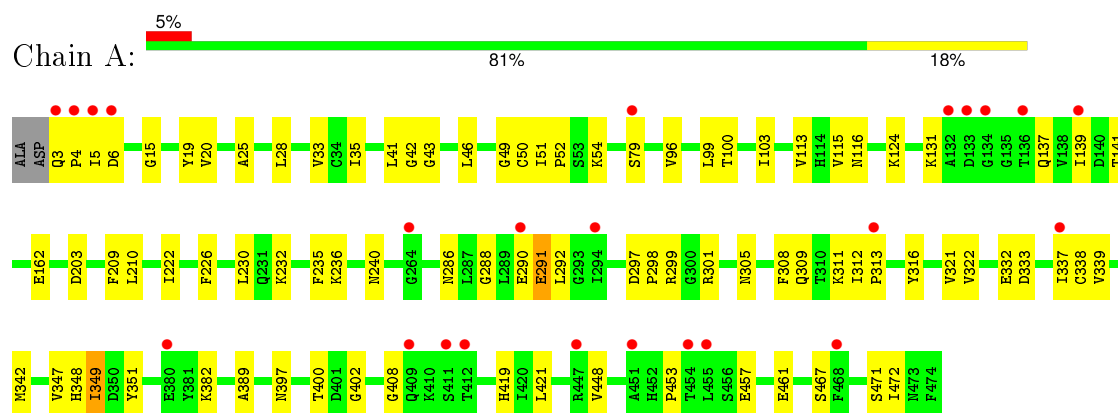 5%
Chain A:
81% 18%
ALA ASP Q3 P4 I5 D6 G15 Y19 V20 A25 L28 V33 C34 I35 L41 G42 G43 L46 G49 C50 I51 P52 S53 K54 S79 V96 L99 T100 I103 V113 H114 V115 N116 K124 K131 A132 D133 G134 G135 T136 Q137 V138 I139 D140 T141
E162 D203 F209 L210 I222 F226 L230 Q231 K232 F235 K236 N240 G264 N286 L287 G288 L289 E290 E291 L292 G293 I294 D297 P298 R299 G300 R301 N305 F308 Q309 T310 K311 I312 P313 Y316 V321 V322 E332 D333 I337 C338 V339
M342 V347 H348 I349 D350 Y351 E380 Y381 K382 A389 N397 T400 D401 G402 G408 Q409 K410 S411 T412 H419 I420 L421 R447 V448 A451 H452 P453 T454 L455 S456 E457 E461 S467 F468 S471 I472 N473 F474